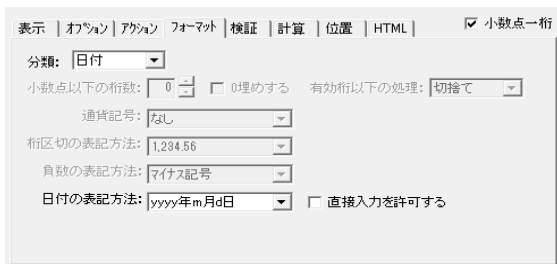 表示 オプション アクション フォーマット 検証 計算 位置 HTML 小数点一桁
分類: 日付
小数点以下の桁数: 0 0埋めする 有効桁以下の処理: 切捨て
通貨記号: なし
桁区切の表記方法: 1,234.56
負数の表記方法: マイナス記号
日付の表記方法: yyyy年m月d日 直接入力を許可する